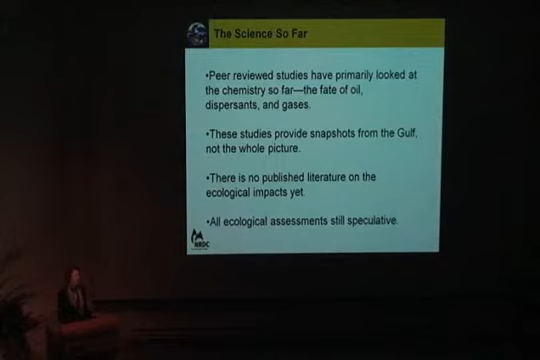 The Science So Far
•Peer reviewed studies have primarily looked at
the chemistry so far—the fate of oil,
dispersants, and gases.
•These studies provide snapshots from the Gulf,
not the whole picture.
•There is no published literature on the
ecological impacts yet.
•All ecological assessments still speculative.
NRDC